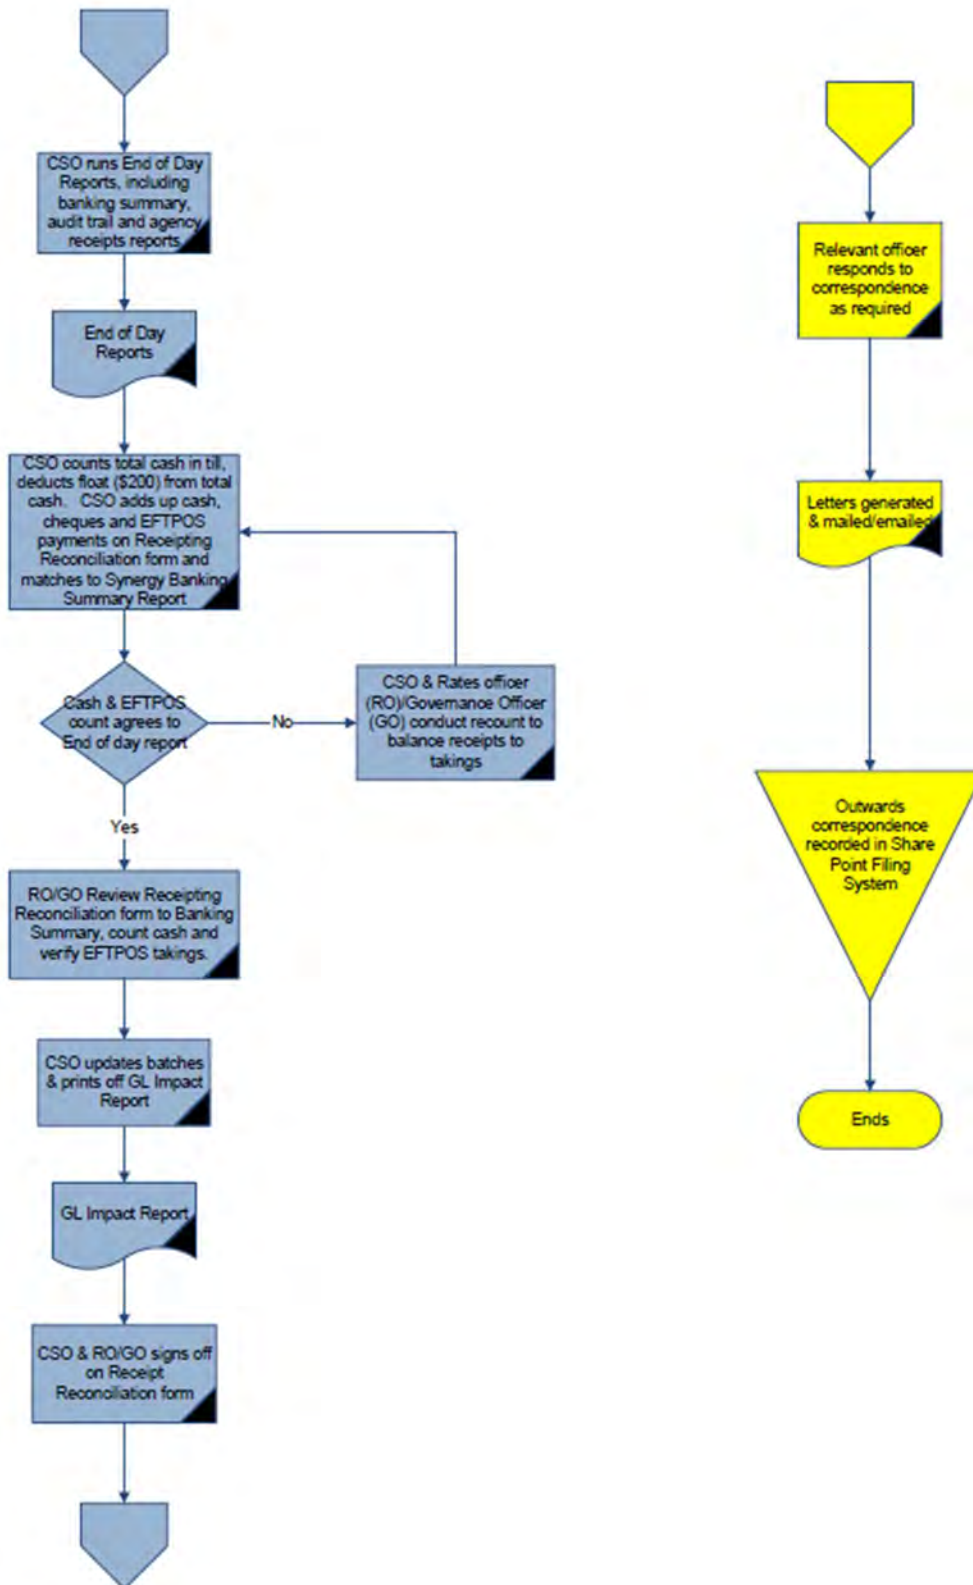 CSO runs End of Day
Reports, including
banking summary,
audit trail and agency
receipts reports
End of Day
Reports
CSO counts total cash in till,
deducts float ($200) from total
cash. CSO adds up cash,
cheques and EFTPOS
payments on Receipting
Reconciliation form and
matches to Synergy Banking
Summary Report
Cash & EFTPOS
count agrees to
End of day report
No
CSO & Rates officer
(RO)/Governance Officer
(GO) conduct recount to
balance receipts to
takings
Yes
RO/GO Review Receipting
Reconciliation form to Banking
Summary, count cash and
verify EFTPOS takings.
CSO updates batches
& prints off GL Impact
Report
GL Impact Report
CSO & RO/GO signs off
on Receipt
Reconciliation form
Relevant officer
responds to
correspondence
as required
Letters generated
& mailed/emailed
Outwards
correspondence
recorded in Share
Point Filing
System
Ends